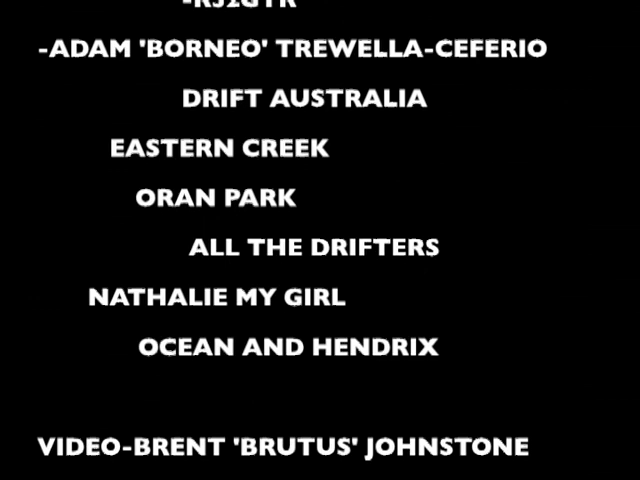 -ADAM 'BORNEO' TREWELLA-CEFERIO
DRIFT AUSTRALIA
EASTERN CREEK
ORAN PARK
ALL THE DRIFTERS
NATHALIE MY GIRL
OCEAN AND HENDRIX
VIDEO-BRENT 'BRUTUS' JOHNSTONE